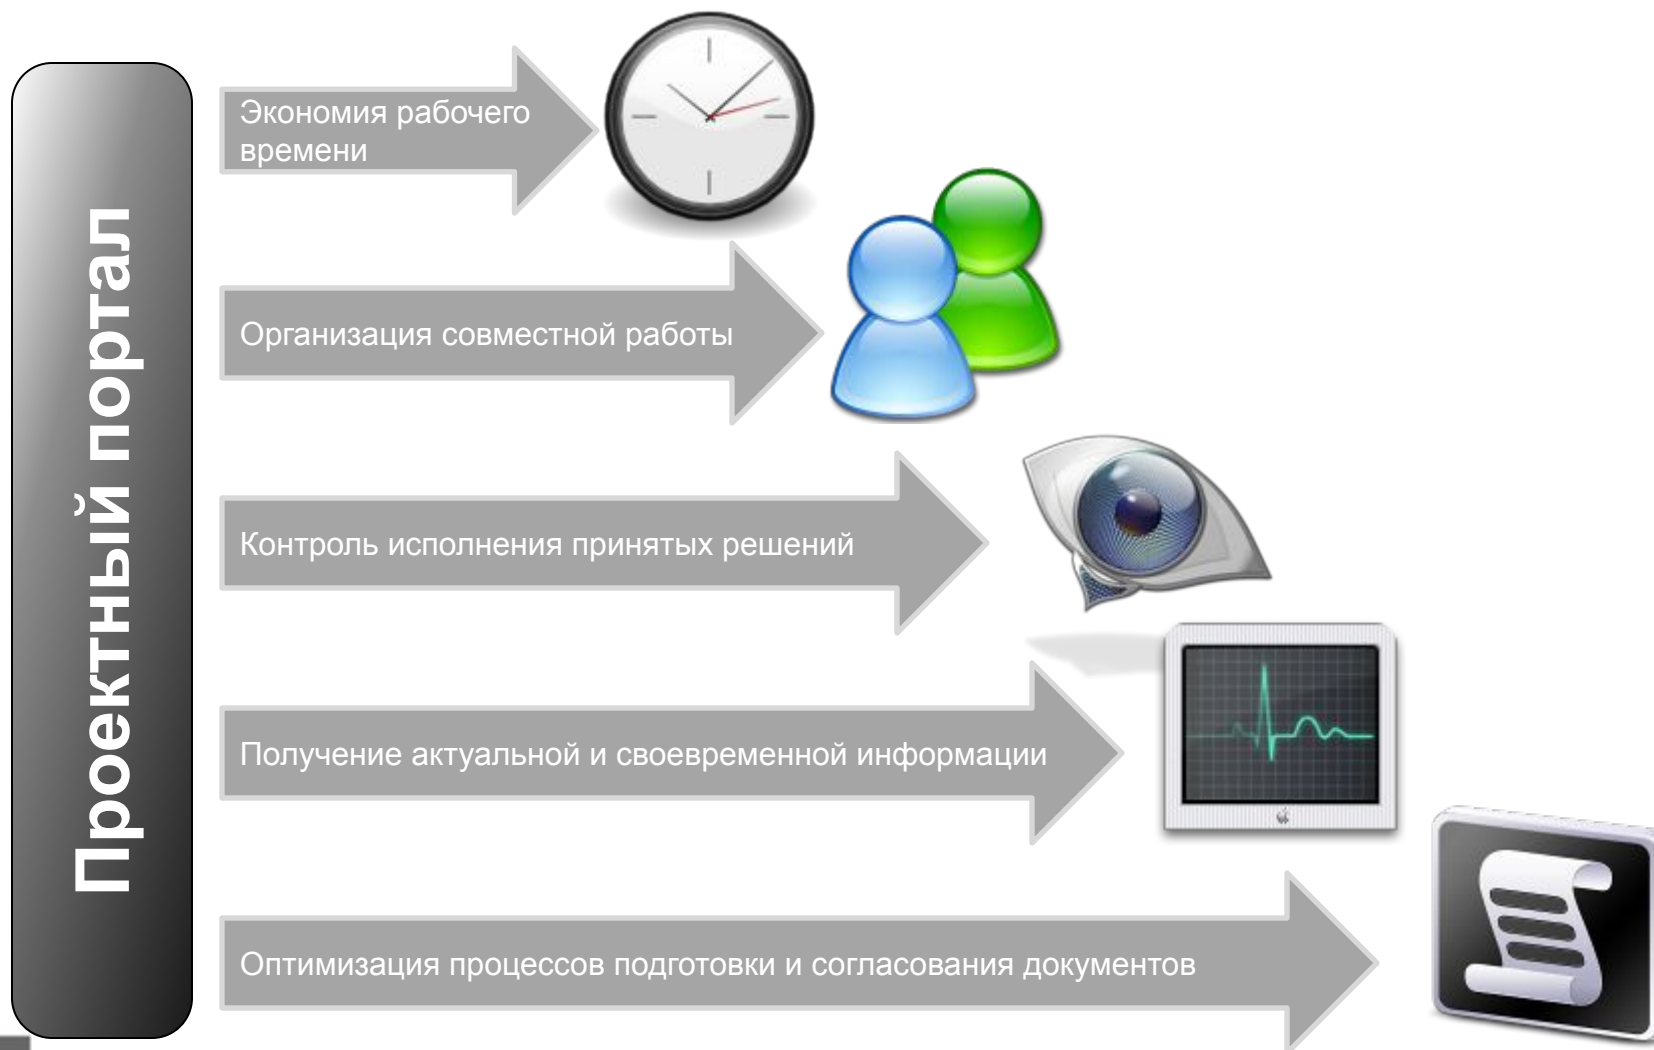 Проектный портал
Экономия рабочего
времени
Организация совместной работы
Контроль исполнения принятых решений
Получение актуальной и своевременной информации
Оптимизация процессов подготовки и согласования документов